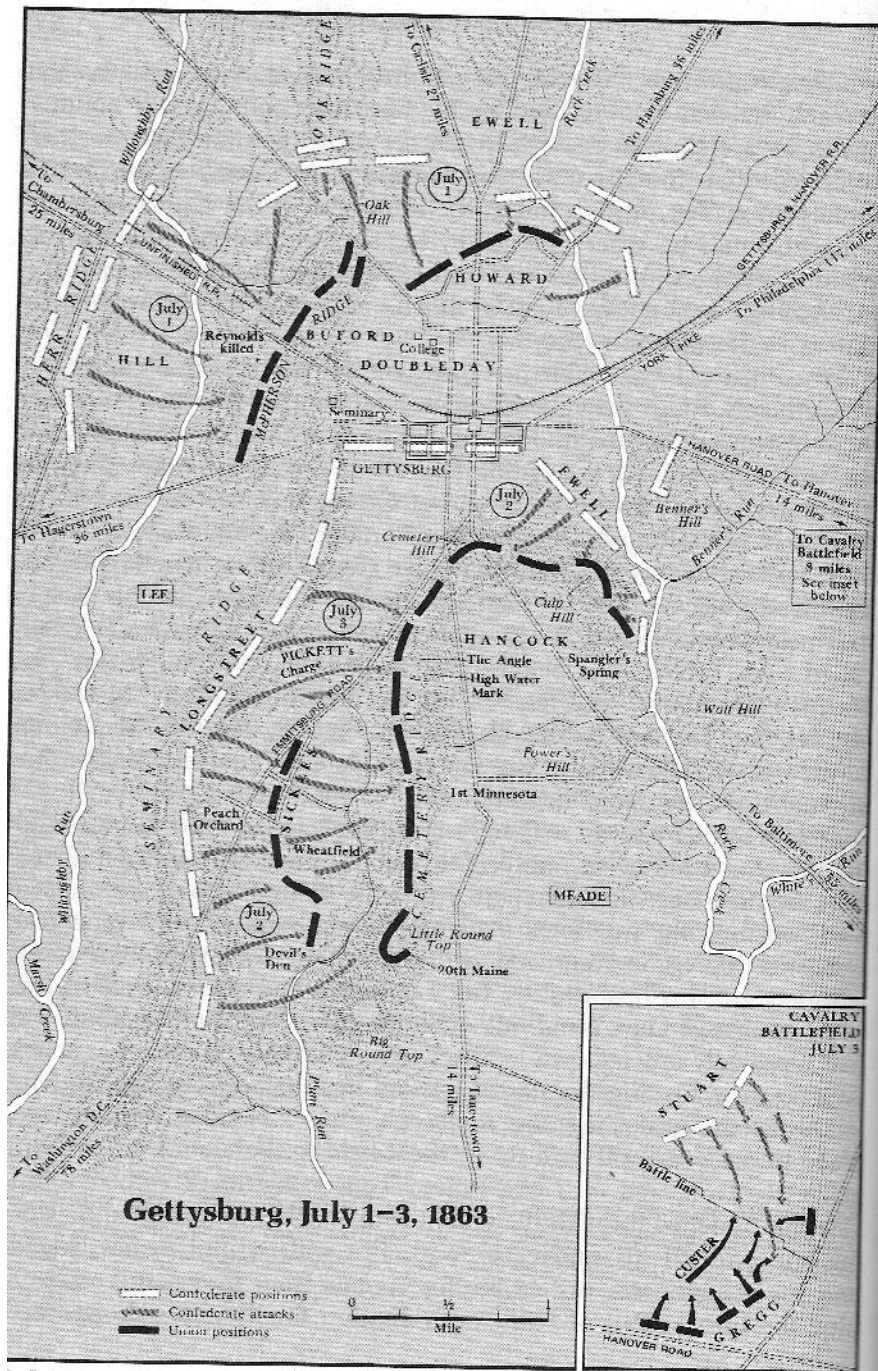 OAK RIDGE
To Carlisle 27 miles
EWELL
Rock Creek
To Harrisburg 36 miles
Willoughby Run
To
Chambersburg
25 miles
July
1
Oak
Hill
GETTYSBURG & HANOVER R.R.
UNFINISHED R.R.
HOWARD
To Philadelphia 117 miles
HERR RIDGE
July
1
HILL
Reynolds
killed
McPHERSON RIDGE
BUFORD
College
DOUBLEDAY
YORK PIKE
Seminary
GETTYSBURG
HANOVER ROAD
To Hanover
14 miles
To Hagerstown
36 miles
July
2
EWELL
Benner's
Hill
Benner's Run
Cemetery
Hill
To Cavalry
Battlefield
3 miles
See inset
below
LEE
Culp's
Hill
July
3
HANCOCK
PICKETT's
Charge
The Angle
Spangler's
Spring
High Water
Mark
SEMINARY RIDGE
LONGSTREET
EMMITSBURG ROAD
Wolf Hill
Power's
Hill
CEMETERY RIDGE
1st Minnesota
SICKLES
Peach
Orchard
Wheatfield
To Baltimore
miles
Rock Creek
White Run
MEADE
Willoughby Run
July
2
Devil's
Den
Little Round
Top
20th Maine
Marsh Creek
Big
Round Top
Plum Run
To Taneytown
14 miles
To
Washington D.C.
78 miles
CAVALRY
BATTLEFIELD
JULY 3
STUART
Battle line
CUSTER
GREGG
HANOVER ROAD
Gettysburg, July 1–3, 1863
Confederate positions
Confederate attacks
Union positions
0 ½ 1
Mile